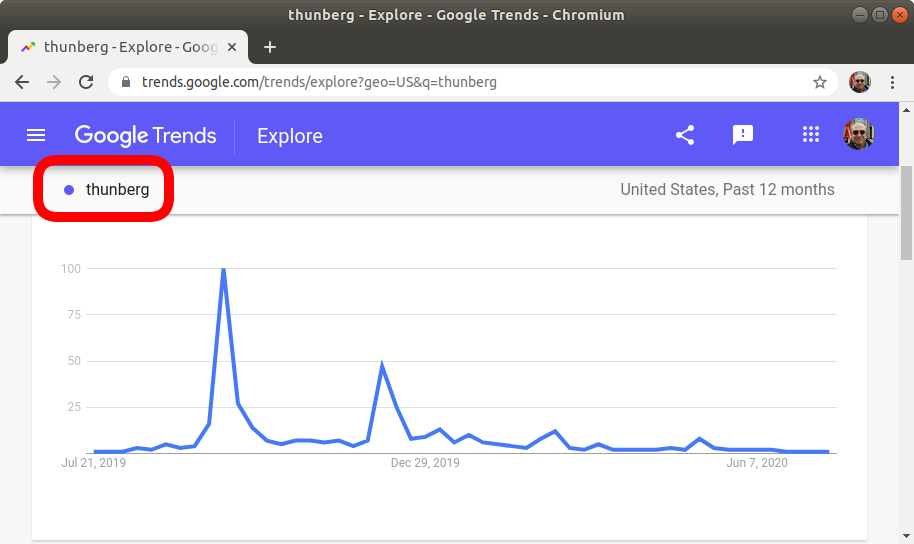 thunberg - Explore - Google Trends - Chromium
thunberg - Explore - Goog
trends.google.com/trends/explore?geo=US&q=thunberg
Google Trends
Explore
thunberg
United States, Past 12 months
100
75
50
25
Jul 21, 2019
Dec 29, 2019
Jun 7, 2020